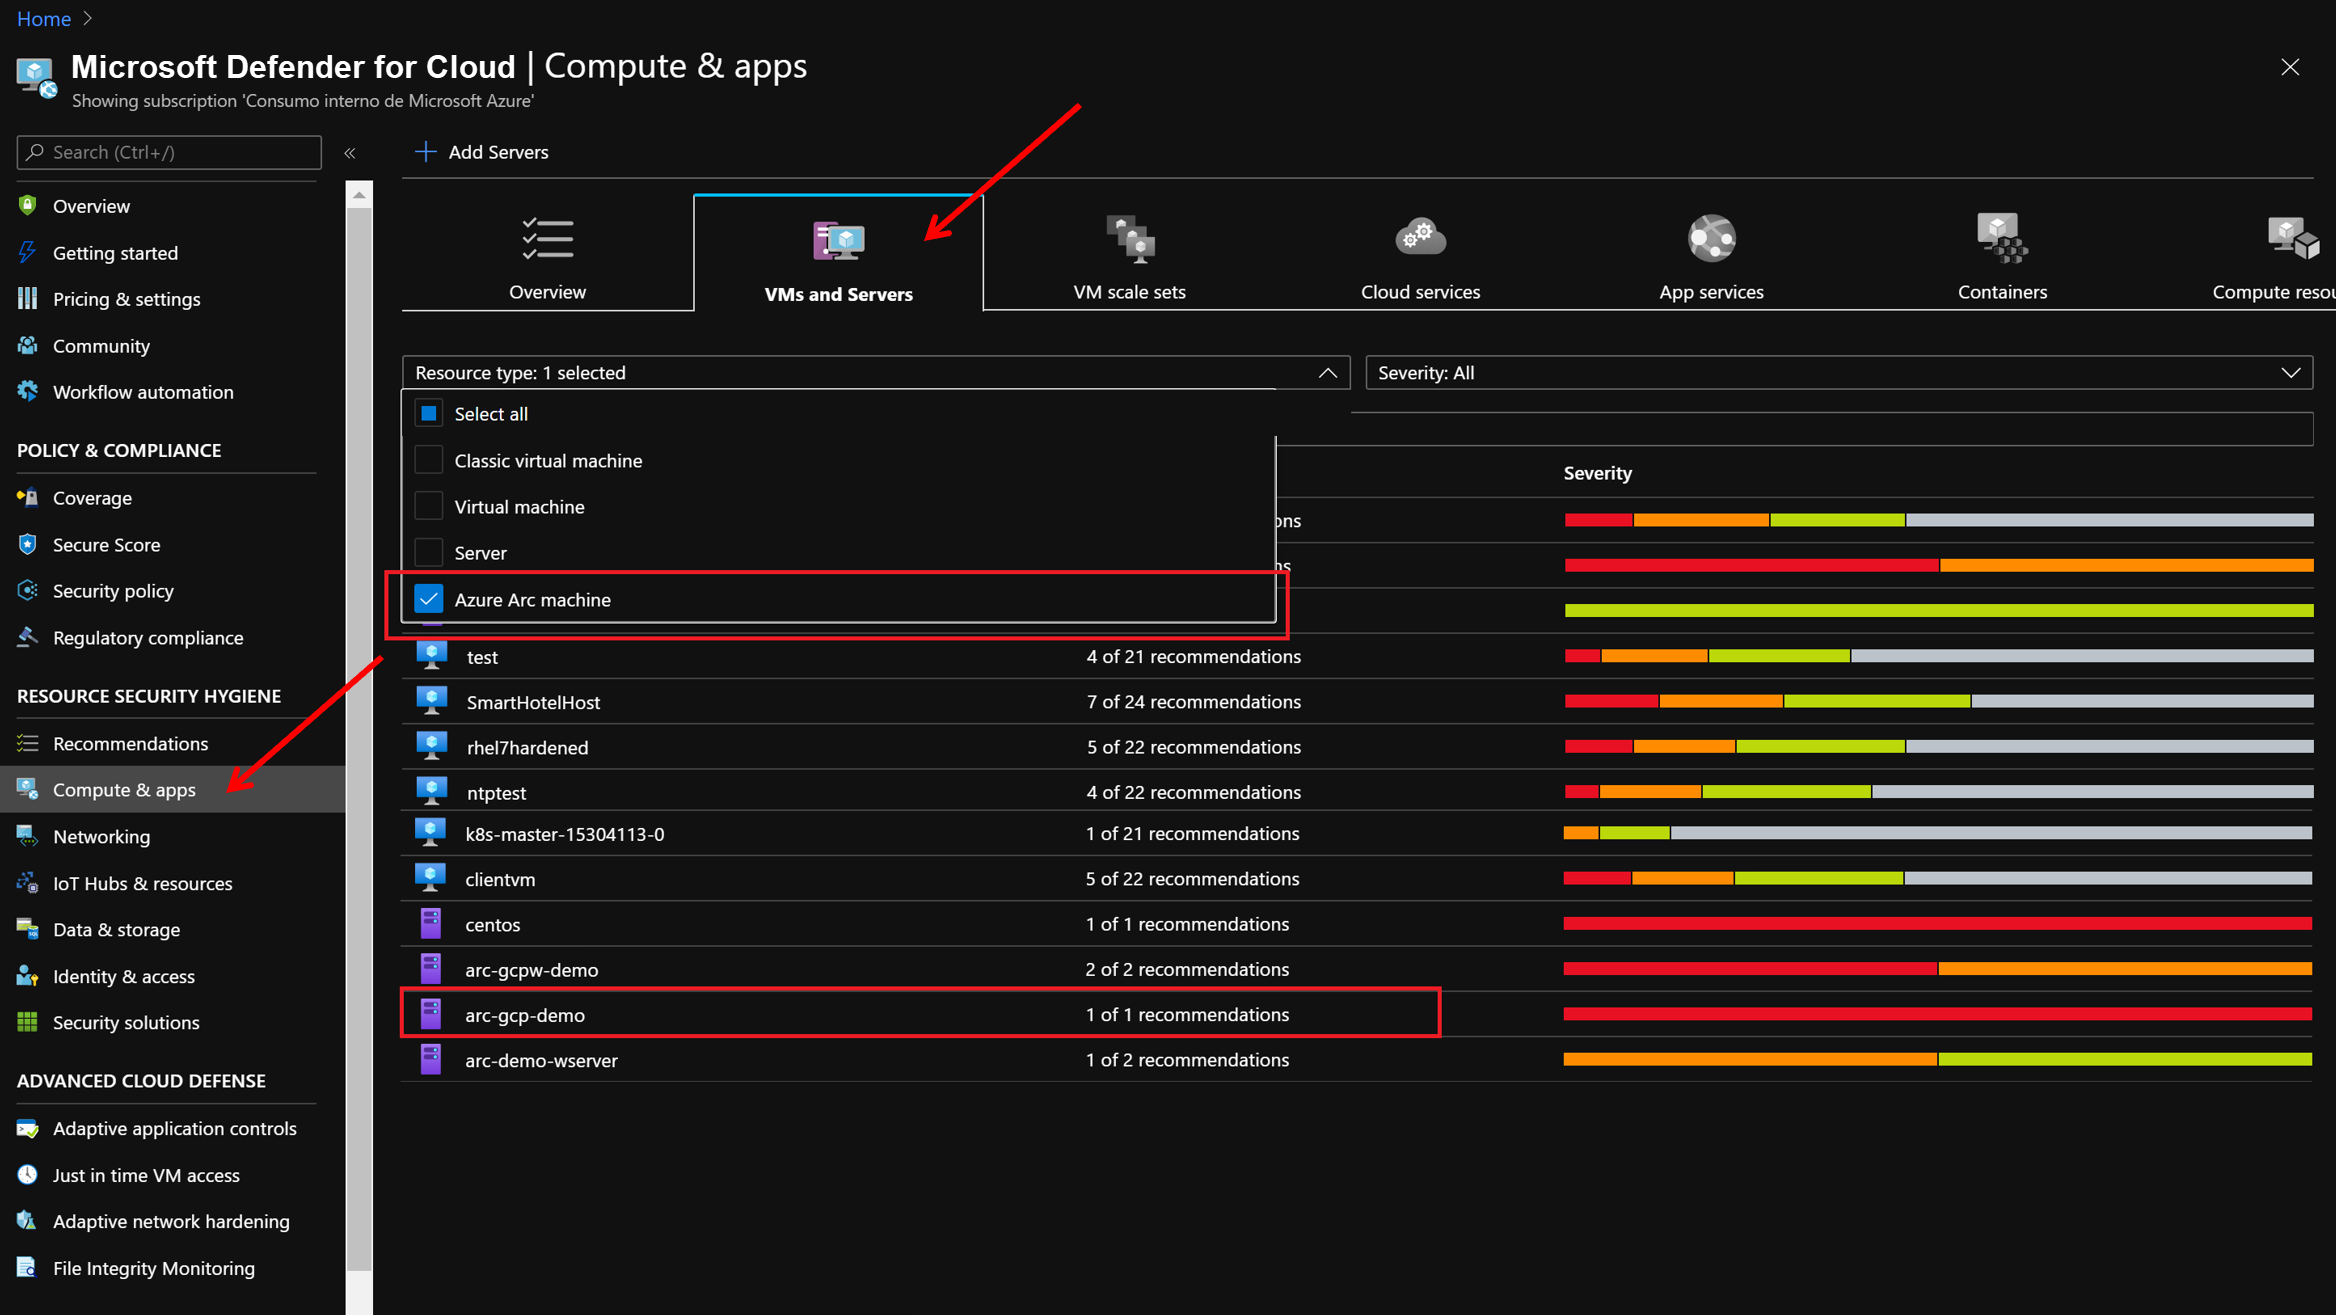 Home
Microsoft Defender for Cloud | Compute & apps
Showing subscription 'Consumo interno de Microsoft Azure'
Search (Ctrl+/)
«
Add Servers
Overview
Getting started
Pricing & settings
Community
Workflow automation
POLICY & COMPLIANCE
Coverage
Secure Score
Security policy
Regulatory compliance
RESOURCE SECURITY HYGIENE
Recommendations
Compute & apps
Networking
IoT Hubs & resources
Data & storage
Identity & access
Security solutions
ADVANCED CLOUD DEFENSE
Adaptive application controls
Just in time VM access
Adaptive network hardening
File Integrity Monitoring
Overview
VMs and Servers
VM scale sets
Cloud services
App services
Containers
Compute resou
Resource type: 1 selected
Severity: All
Select all
Classic virtual machine
Virtual machine
Server
Azure Arc machine
Severity
ons
ns
test 4 of 21 recommendations
SmartHotelHost 7 of 24 recommendations
rhel7hardened 5 of 22 recommendations
ntptest 4 of 22 recommendations
k8s-master-15304113-0 1 of 21 recommendations
clientvm 5 of 22 recommendations
centos 1 of 1 recommendations
arc-gcpw-demo 2 of 2 recommendations
arc-gcp-demo 1 of 1 recommendations
arc-demo-wserver 1 of 2 recommendations